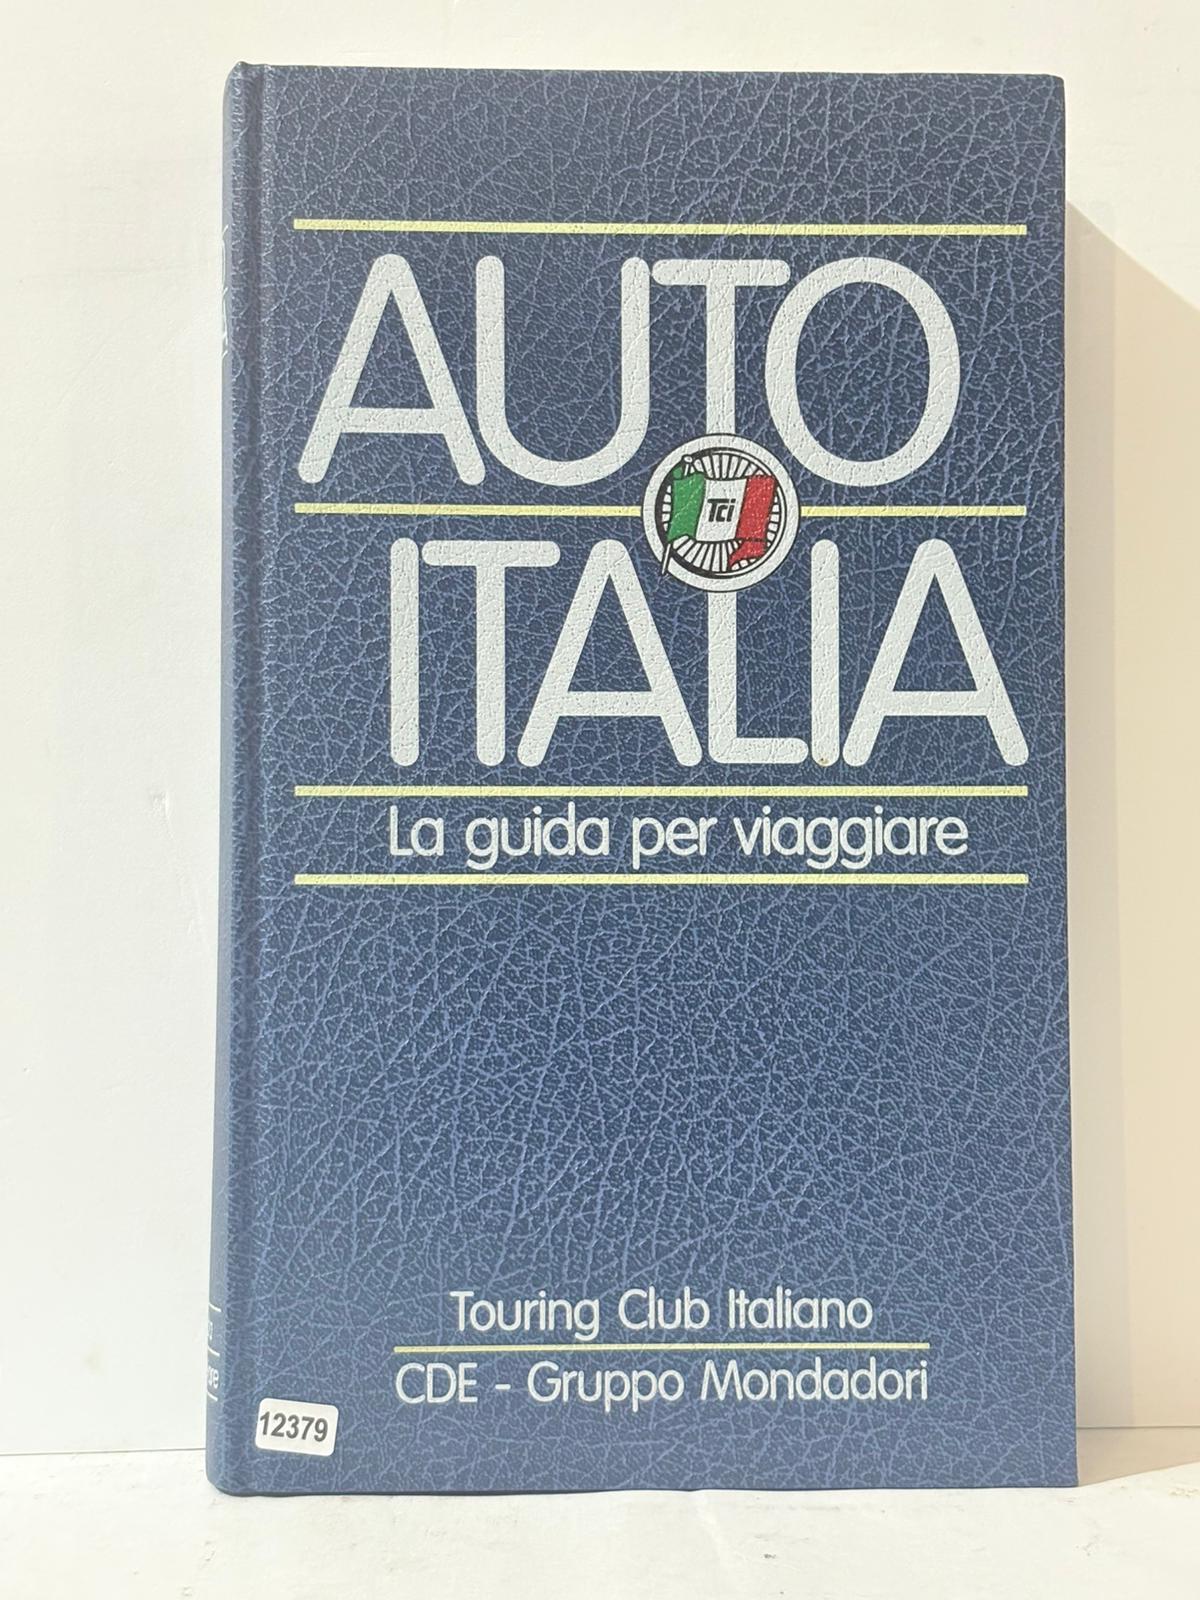 AUTO
Tci
ITALIA
La guida per viaggiare
Touring Club Italiano
CDE - Gruppo Mondadori
12379